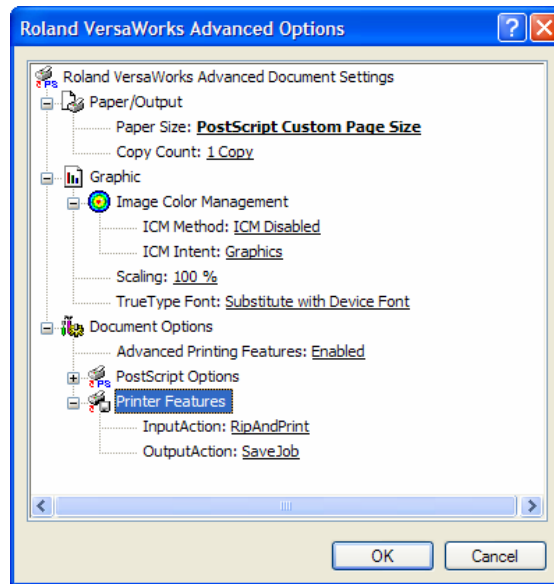 Roland VersaWorks Advanced Options
Roland VersaWorks Advanced Document Settings
Paper/Output
Paper Size: PostScript Custom Page Size
Copy Count: 1 Copy
Graphic
Image Color Management
ICM Method: ICM Disabled
ICM Intent: Graphics
Scaling: 100 %
TrueType Font: Substitute with Device Font
Document Options
Advanced Printing Features: Enabled
PS PostScript Options
Printer Features
InputAction: RipAndPrint
OutputAction: SaveJob
OK Cancel